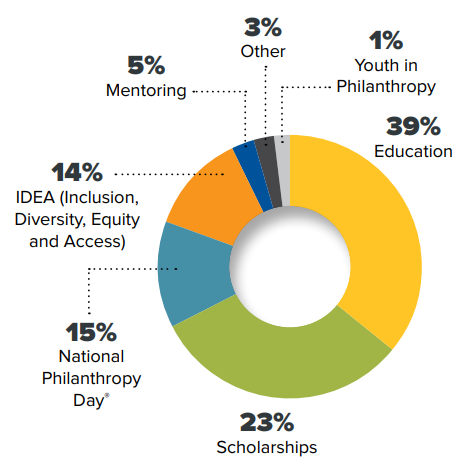 3%
Other
1%
Youth in
Philanthropy
5%
Mentoring
39%
Education
14%
IDEA (Inclusion,
Diversity, Equity
and Access)
15%
National
Philanthropy
Day®
23%
Scholarships